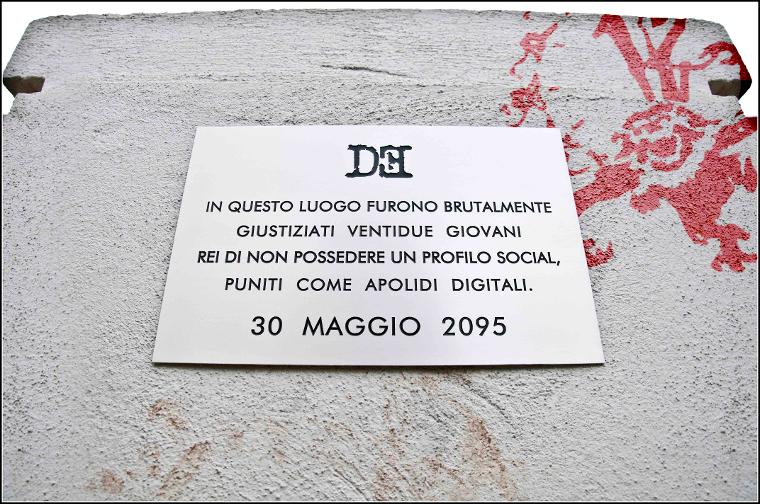 IN QUESTO LUOGO FURONO BRUTALMENTE
GIUSTIZIATI VENTIDUE GIOVANI
REI DI NON POSSEDERE UN PROFILO SOCIAL,
PUNITI COME APOLIDI DIGITALI.
30 MAGGIO 2095